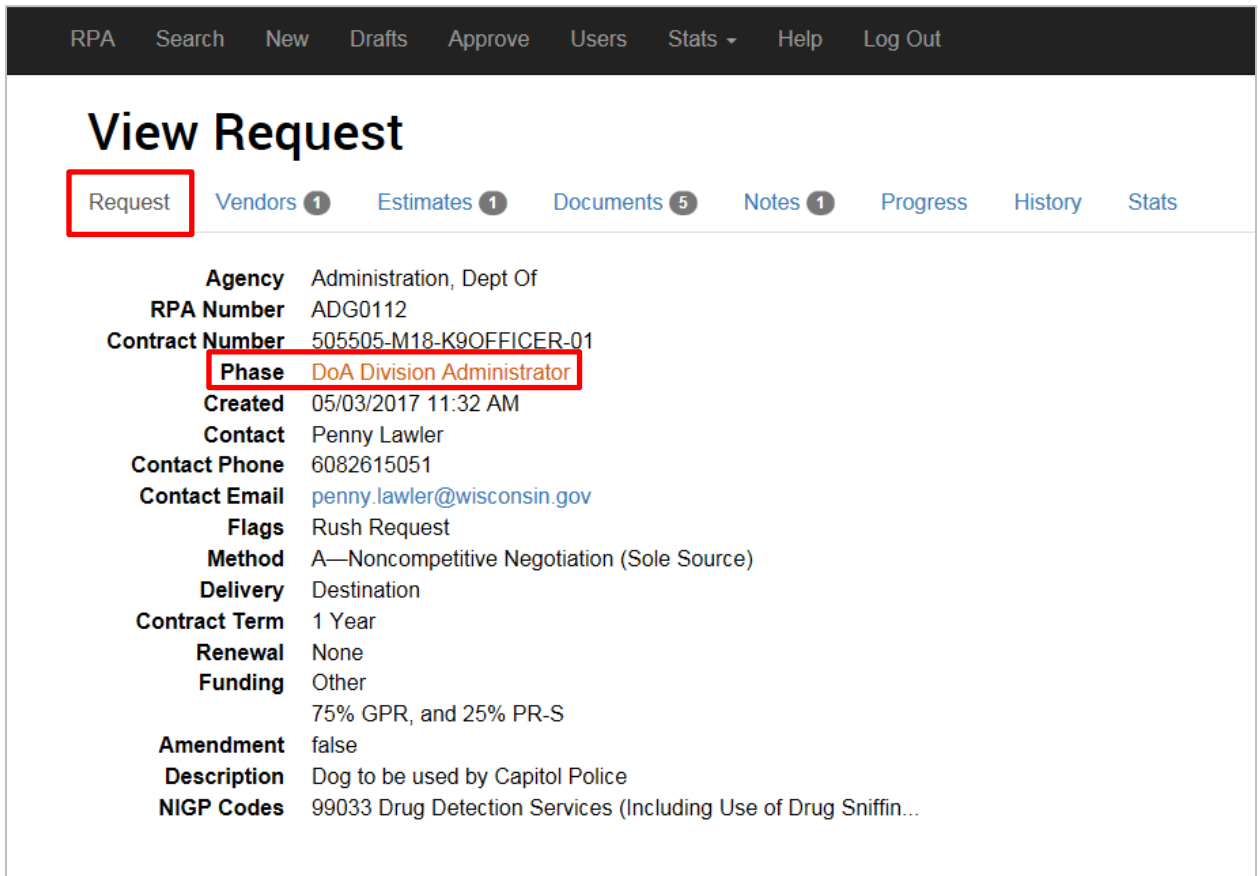 RPA Search New Drafts Approve Users Stats Help Log Out
View Request
Request Vendors 1 Estimates 1 Documents 5 Notes 1 Progress History Stats
Agency Administration, Dept Of
RPA Number ADG0112
Contract Number 505505-M18-K9OFFICER-01
Phase DoA Division Administrator
Created 05/03/2017 11:32 AM
Contact Penny Lawler
Contact Phone 6082615051
Contact Email penny.lawler@wisconsin.gov
Flags Rush Request
Method A—Noncompetitive Negotiation (Sole Source)
Delivery Destination
Contract Term 1 Year
Renewal None
Funding Other
75% GPR, and 25% PR-S
Amendment false
Description Dog to be used by Capitol Police
NIGP Codes 99033 Drug Detection Services (Including Use of Drug Sniffin...